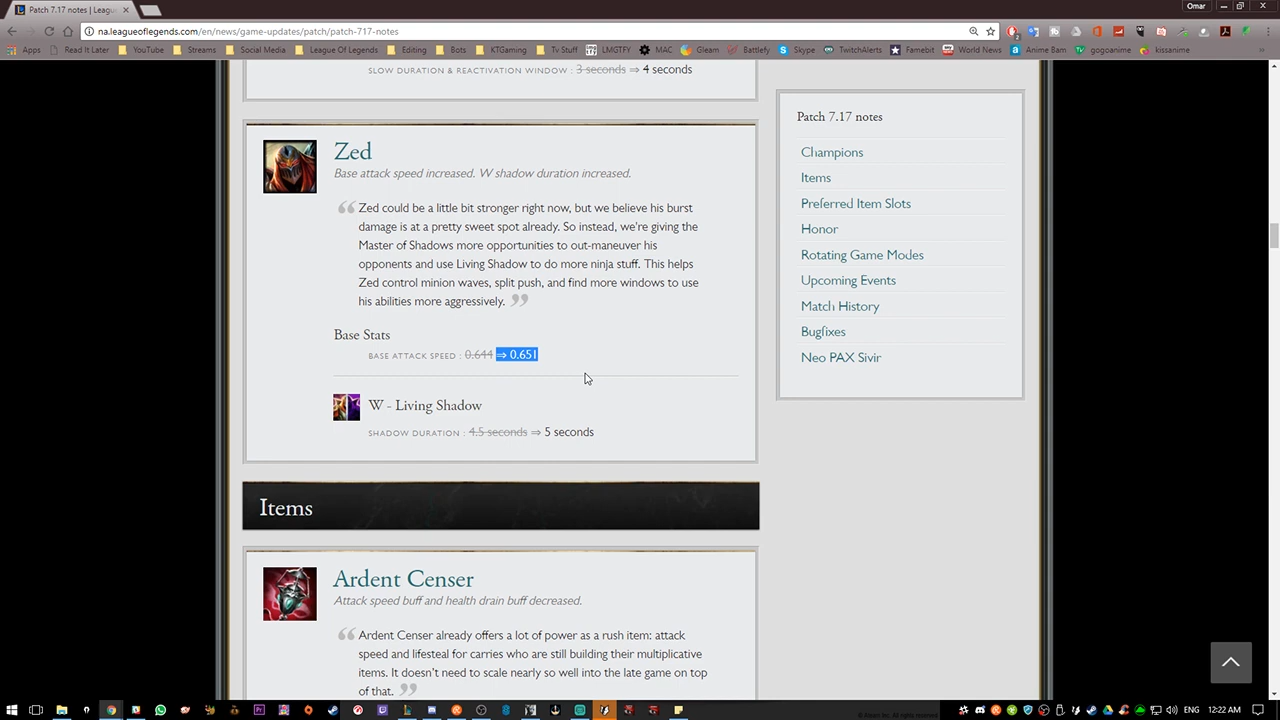 Patch 7.17 notes | Leagu
Omar
na.leagueoflegends.com/en/news/game-updates/patch/patch-717-notes
Apps Read It Later YouTube Streams Social Media League Of Legends Editing Bots KTGaming Tv Stuff LMGTFY MAC Gleam Battlefy Skype TwitchAlerts Famebit World News Anime Bam gogoanime kissanime
SLOW DURATION & REACTIVATION WINDOW : 3 seconds ⇒ 4 seconds
Zed
Base attack speed increased. W shadow duration increased.
Zed could be a little bit stronger right now, but we believe his burst
damage is at a pretty sweet spot already. So instead, we're giving the
Master of Shadows more opportunities to out-maneuver his
opponents and use Living Shadow to do more ninja stuff. This helps
Zed control minion waves, split push, and find more windows to use
his abilities more aggressively.
Base Stats
BASE ATTACK SPEED : 0.644 ⇒ 0.651
W - Living Shadow
SHADOW DURATION : 4.5 seconds ⇒ 5 seconds
Items
Ardent Censer
Attack speed buff and health drain buff decreased.
Ardent Censer already offers a lot of power as a rush item: attack
speed and lifesteal for carries who are still building their multiplicative
items. It doesn't need to scale nearly so well into the late game on top
of that.
Patch 7.17 notes
Champions
Items
Preferred Item Slots
Honor
Rotating Game Modes
Upcoming Events
Match History
Bugfixes
Neo PAX Sivir
ENG 12:22 AM